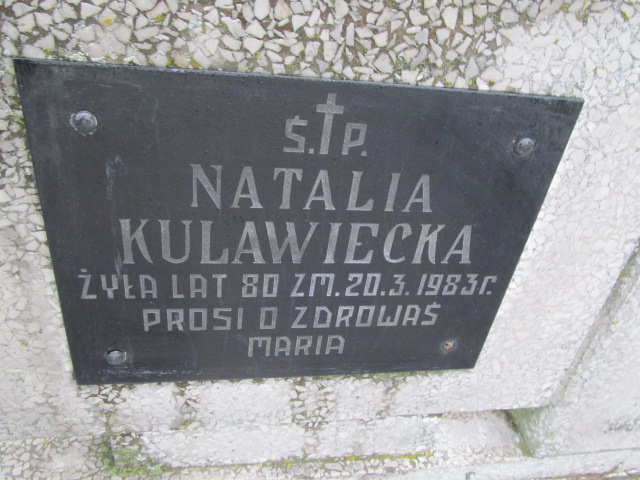 Ś.P.
NATALIA
KULAWIECKA
ŻYŁA LAT 80 ZM. 20.3.1983r.
PROSI O ZDROWAŚ
MARIA